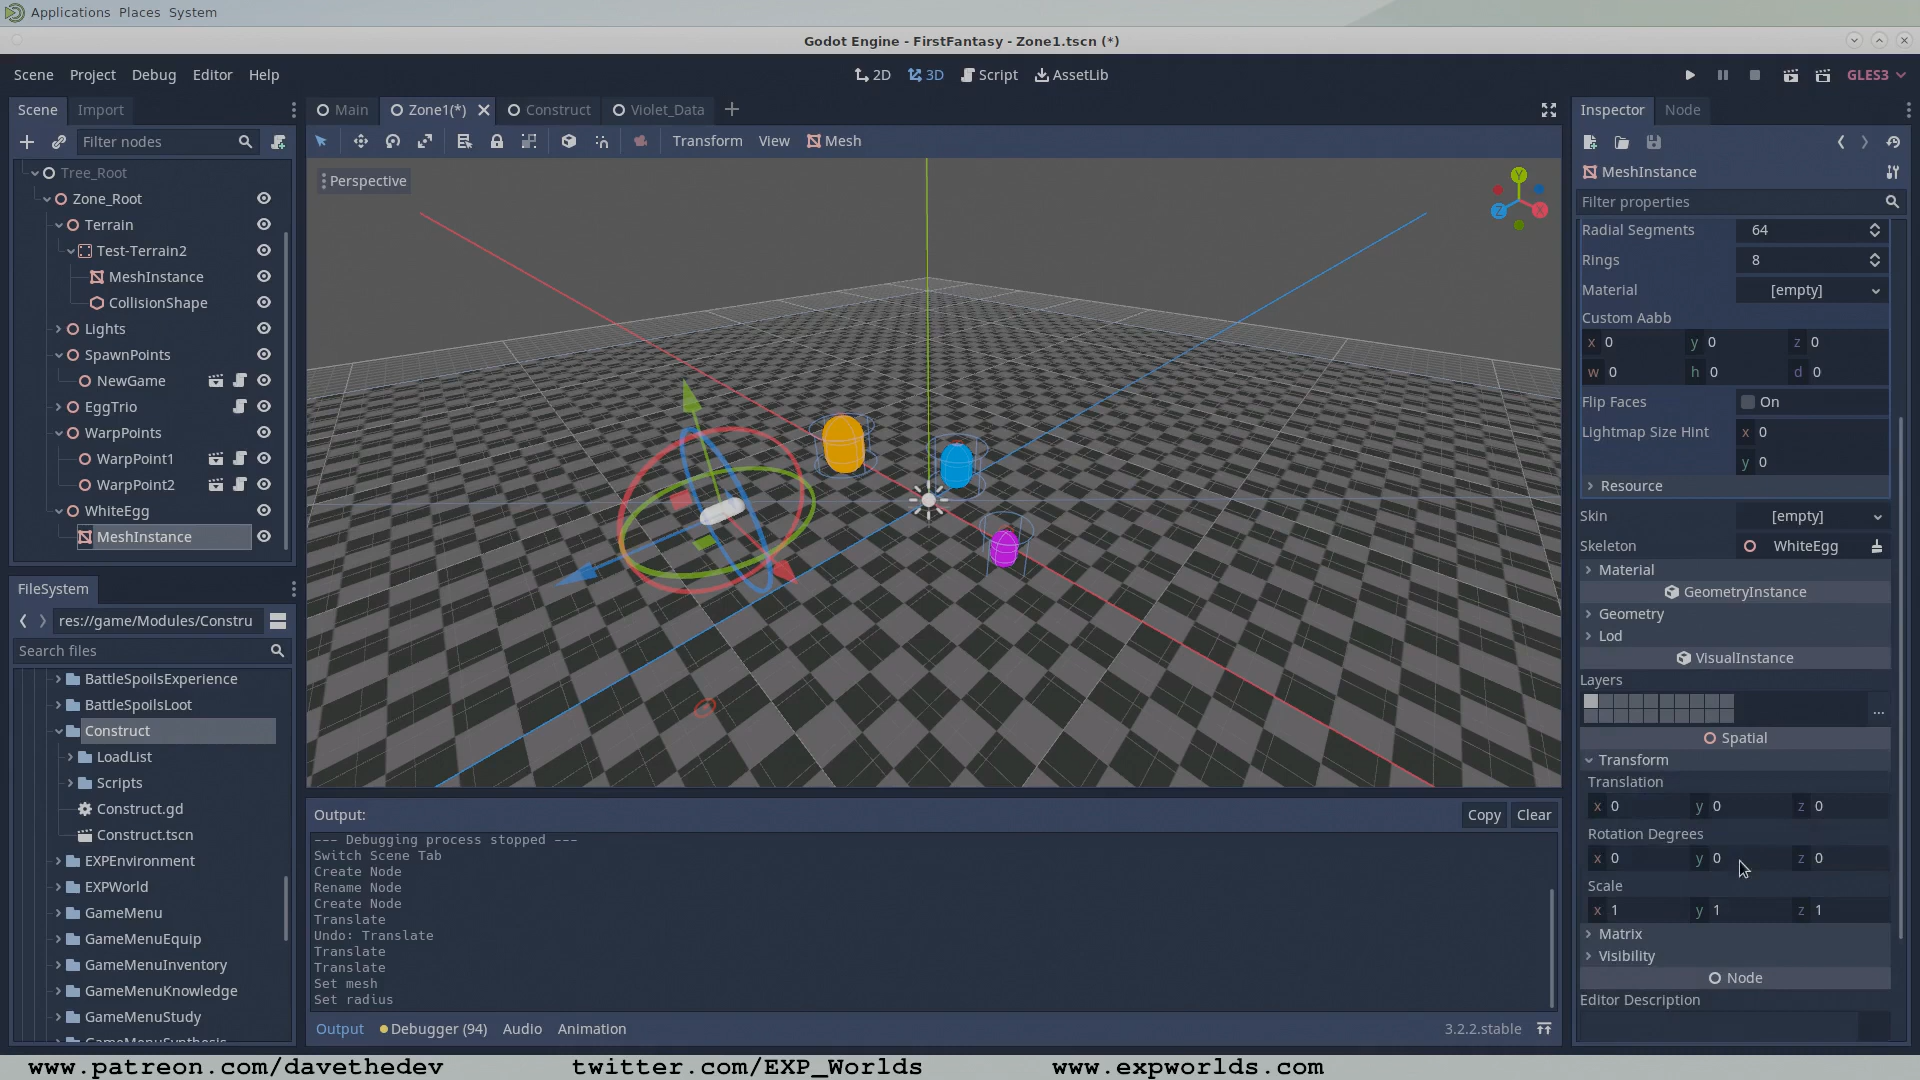 Applications Places System
Godot Engine - FirstFantasy - Zone1.tscn (*)
Scene Project Debug Editor Help
2D 3D Script AssetLib
GLES3
Scene Import
Filter nodes
Tree_Root
Zone_Root
Terrain
Test-Terrain2
MeshInstance
CollisionShape
Lights
SpawnPoints
NewGame
EggTrio
WarpPoints
WarpPoint1
WarpPoint2
WhiteEgg
MeshInstance
FileSystem
res://game/Modules/Constru
Search files
BattleSpoilsExperience
BattleSpoilsLoot
Construct
LoadList
Scripts
Construct.gd
Construct.tscn
EXPEnvironment
EXPWorld
GameMenu
GameMenuEquip
GameMenuInventory
GameMenuKnowledge
GameMenuStudy
GameMenuSynthesis
Main Zone1(*) Construct Violet_Data
Transform View Mesh
Perspective
Y
X
Z
Output:
Copy Clear
--- Debugging process stopped ---
Switch Scene Tab
Create Node
Rename Node
Create Node
Translate
Undo: Translate
Translate
Translate
Set mesh
Set radius
Output Debugger (94) Audio Animation
3.2.2.stable
Inspector Node
MeshInstance
Filter properties
Radial Segments 64
Rings 8
Material [empty]
Custom Aabb
x 0 y 0 z 0
w 0 h 0 d 0
Flip Faces On
Lightmap Size Hint x 0
y 0
Resource
Skin [empty]
Skeleton WhiteEgg
Material
GeometryInstance
Geometry
Lod
VisualInstance
Layers
...
Spatial
Transform
Translation
x 0 y 0 z 0
Rotation Degrees
x 0 y 0 z 0
Scale
x 1 y 1 z 1
Matrix
Visibility
Node
Editor Description
www.patreon.com/davethedev twitter.com/EXP_Worlds www.expworlds.com